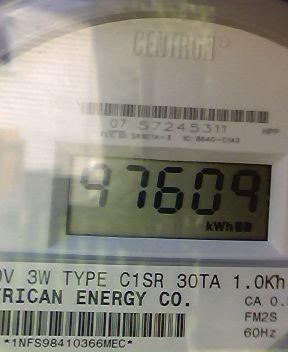 CENTRON
07 57245311 HPP
97609
kWh
V 3W TYPE C1SR 30TA 1.0Kh
RICAN ENERGY CO. CA 0.
FM2S
60Hz
*1NFS98410366MEC*